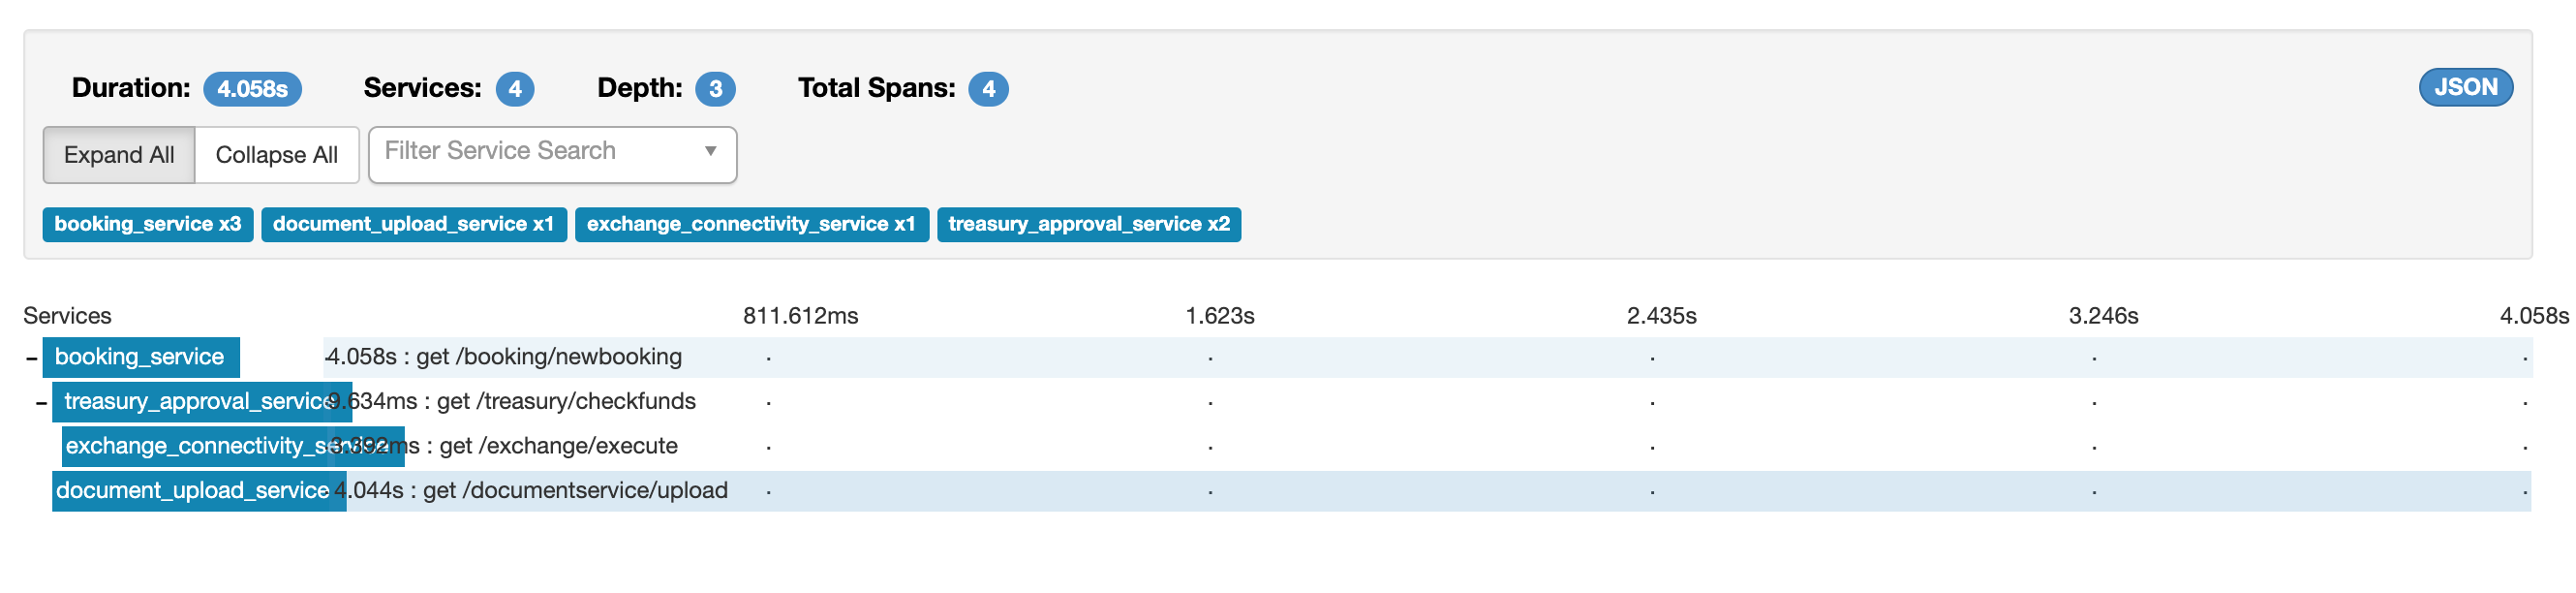 Duration: 4.058s Services: 4 Depth: 3 Total Spans: 4 JSON
Expand All Collapse All Filter Service Search
booking_service x3 document_upload_service x1 exchange_connectivity_service x1 treasury_approval_service x2
Services 811.612ms 1.623s 2.435s 3.246s 4.058s
booking_service 4.058s : get /booking/newbooking
treasury_approval_service 9.634ms : get /treasury/checkfunds
exchange_connectivity_service 3.392ms : get /exchange/execute
document_upload_service 4.044s : get /documentservice/upload